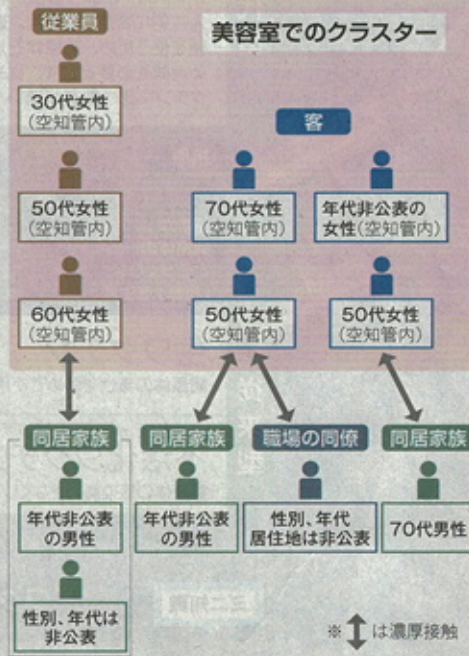 美容室でのクラスター
従業員
30代女性
(空知管内)
50代女性
(空知管内)
60代女性
(空知管内)
客
70代女性
(空知管内)
年代非公表の
女性(空知管内)
50代女性
(空知管内)
50代女性
(空知管内)
同居家族
年代非公表
の男性
性別、年代は
非公表
同居家族
年代非公表
の男性
職場の同僚
性別、年代
居住地は非公表
同居家族
70代男性
※ は濃厚接触